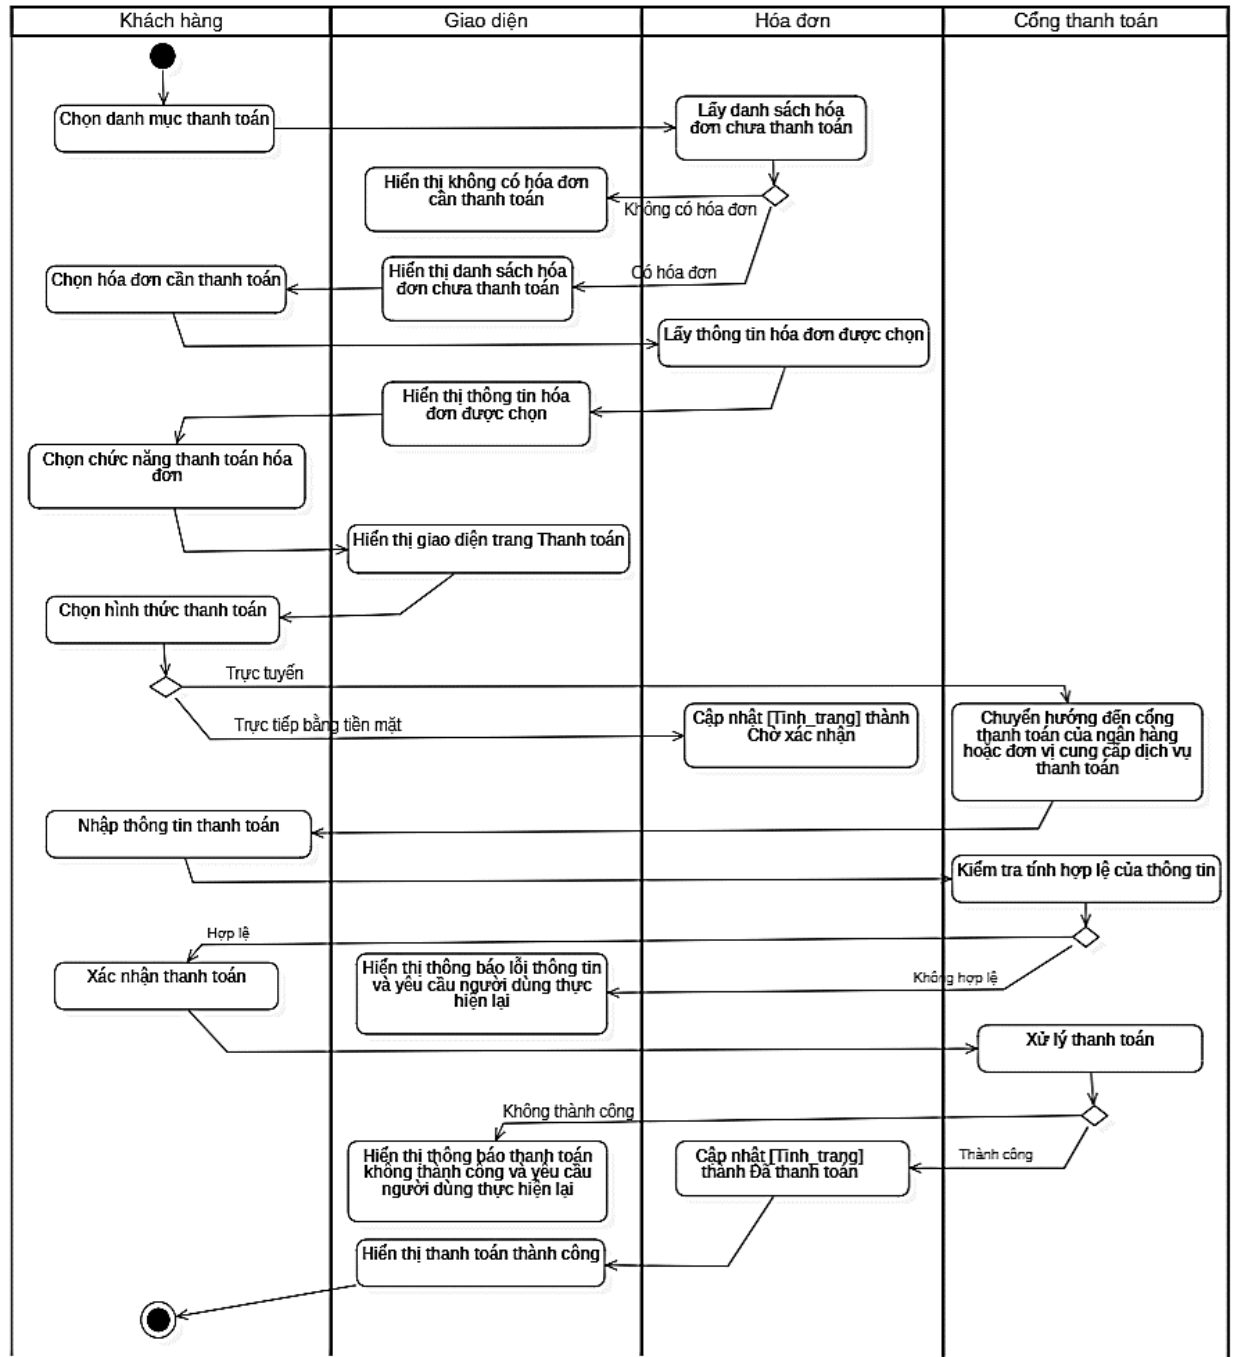 Khách hàng
Giao diện
Hóa đơn
Cổng thanh toán
Chọn danh mục thanh toán
Lấy danh sách hóa
đơn chưa thanh toán
Hiển thị không có hóa đơn
cần thanh toán
Không có hóa đơn
Chọn hóa đơn cần thanh toán
Hiển thị danh sách hóa
đơn chưa thanh toán
Có hóa đơn
Lấy thông tin hóa đơn được chọn
Hiển thị thông tin hóa
đơn được chọn
Chọn chức năng thanh toán hóa
đơn
Hiển thị giao diện trang Thanh toán
Chọn hình thức thanh toán
Trực tuyến
Trực tiếp bằng tiền mặt
Cập nhật [Tinh_trang] thành
Chờ xác nhận
Chuyển hướng đến cổng
thanh toán của ngân hàng
hoặc đơn vị cung cấp dịch vụ
thanh toán
Nhập thông tin thanh toán
Kiểm tra tính hợp lệ của thông tin
Hợp lệ
Xác nhận thanh toán
Hiển thị thông báo lỗi thông tin
và yêu cầu người dùng thực
hiện lại
Không hợp lệ
Xử lý thanh toán
Không thành công
Hiển thị thông báo thanh toán
không thành công và yêu cầu
người dùng thực hiện lại
Cập nhật [Tinh_trang]
thành Đã thanh toán
Thành công
Hiển thị thanh toán thành công